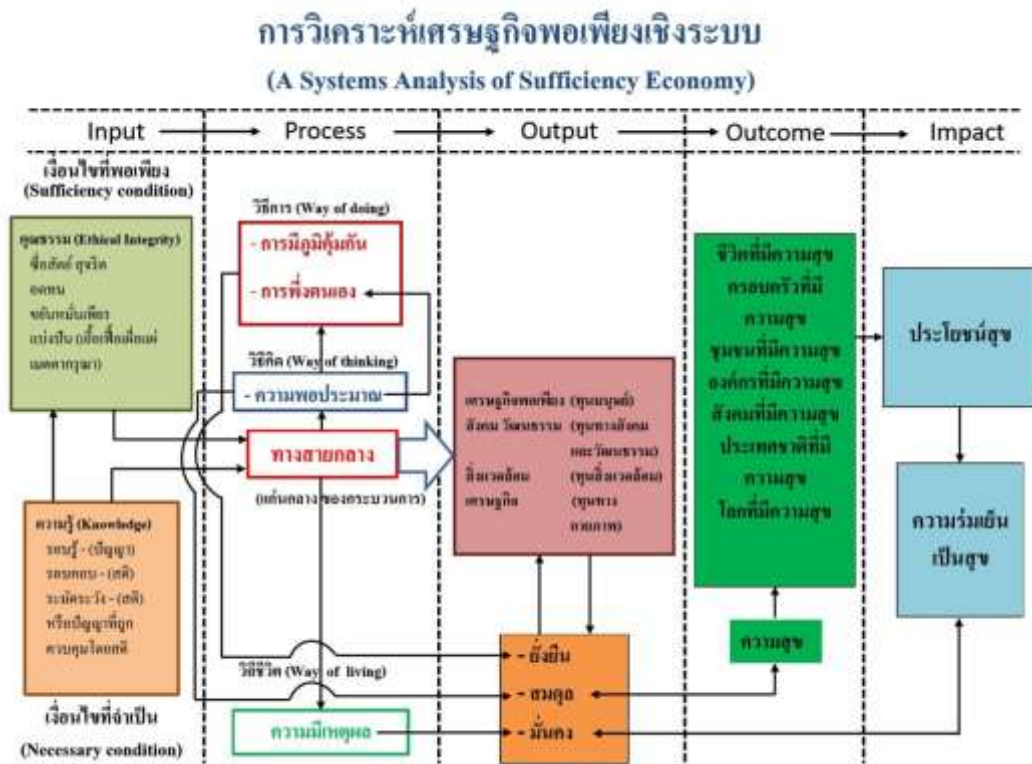 การวิเคราะห์เศรษฐกิจพอเพียงเชิงระบบ
(A Systems Analysis of Sufficiency Economy)
Input
Process
Output
Outcome
Impact
เงื่อนไขที่พอเพียง
(Sufficiency condition)
คุณธรรม (Ethical Integrity)
ซื่อสัตย์ สุจริต
อดทน
ขยันหมั่นเพียร
แบ่งปัน (เอื้อเฟื้อเผื่อแผ่
เมตตากรุณา)
ความรู้ (Knowledge)
รอบรู้ - (ปัญญา)
รอบคอบ - (สติ)
ระมัดระวัง - (สติ)
หรือปัญญาที่ถูก
ควบคุมโดยสติ
เงื่อนไขที่จำเป็น
(Necessary condition)
วิธีการ (Way of doing)
- การมีภูมิคุ้มกัน
- การพึ่งตนเอง
วิธีคิด (Way of thinking)
- ความพอประมาณ
ทางสายกลาง
(แก่นกลางของกระบวนการ)
วิถีชีวิต (Way of living)
ความมีเหตุผล
เศรษฐกิจพอเพียง (ทุนมนุษย์)
สังคม วัฒนธรรม (ทุนทางสังคม
และวัฒนธรรม)
สิ่งแวดล้อม (ทุนสิ่งแวดล้อม)
เศรษฐกิจ (ทุนทาง
กายภาพ)
- ยั่งยืน
- สมดุล
- มั่นคง
ชีวิตที่มีความสุข
ครอบครัวที่มี
ความสุข
ชุมชนที่มีความสุข
องค์กรที่มีความสุข
สังคมที่มีความสุข
ประเทศชาติที่มี
ความสุข
โลกที่มีความสุข
ความสุข
ประโยชน์สุข
ความร่มเย็น
เป็นสุข